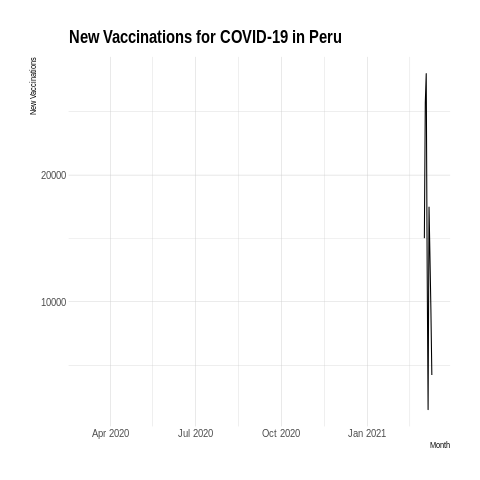 New Vaccinations for COVID-19 in Peru
New Vaccinations
20000
10000
Apr 2020
Jul 2020
Oct 2020
Jan 2021
Month